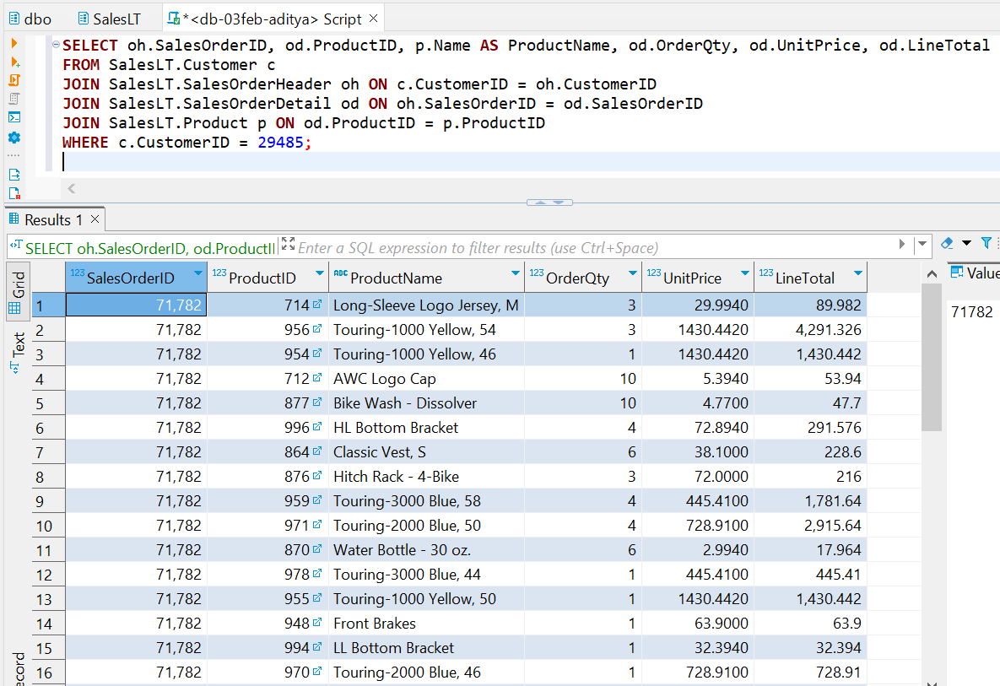 dbo SalesLT *<db-03feb-aditya> Script
SELECT oh.SalesOrderID, od.ProductID, p.Name AS ProductName, od.OrderQty, od.UnitPrice, od.LineTotal
FROM SalesLT.Customer c
JOIN SalesLT.SalesOrderHeader oh ON c.CustomerID = oh.CustomerID
JOIN SalesLT.SalesOrderDetail od ON oh.SalesOrderID = od.SalesOrderID
JOIN SalesLT.Product p ON od.ProductID = p.ProductID
WHERE c.CustomerID = 29485;
Results 1
SELECT oh.SalesOrderID, od.ProductI Enter a SQL expression to filter results (use Ctrl+Space)
Grid
Text
ecord
123 SalesOrderID 123 ProductID ABC ProductName 123 OrderQty 123 UnitPrice 123 LineTotal
1 71,782 714 Long-Sleeve Logo Jersey, M 3 29.9940 89.982
2 71,782 956 Touring-1000 Yellow, 54 3 1430.4420 4,291.326
3 71,782 954 Touring-1000 Yellow, 46 1 1430.4420 1,430.442
4 71,782 712 AWC Logo Cap 10 5.3940 53.94
5 71,782 877 Bike Wash - Dissolver 10 4.7700 47.7
6 71,782 996 HL Bottom Bracket 4 72.8940 291.576
7 71,782 864 Classic Vest, S 6 38.1000 228.6
8 71,782 876 Hitch Rack - 4-Bike 3 72.0000 216
9 71,782 959 Touring-3000 Blue, 58 4 445.4100 1,781.64
10 71,782 971 Touring-2000 Blue, 50 4 728.9100 2,915.64
11 71,782 870 Water Bottle - 30 oz. 6 2.9940 17.964
12 71,782 978 Touring-3000 Blue, 44 1 445.4100 445.41
13 71,782 955 Touring-1000 Yellow, 50 1 1430.4420 1,430.442
14 71,782 948 Front Brakes 1 63.9000 63.9
15 71,782 994 LL Bottom Bracket 1 32.3940 32.394
16 71,782 970 Touring-2000 Blue, 46 1 728.9100 728.91
Value
71782